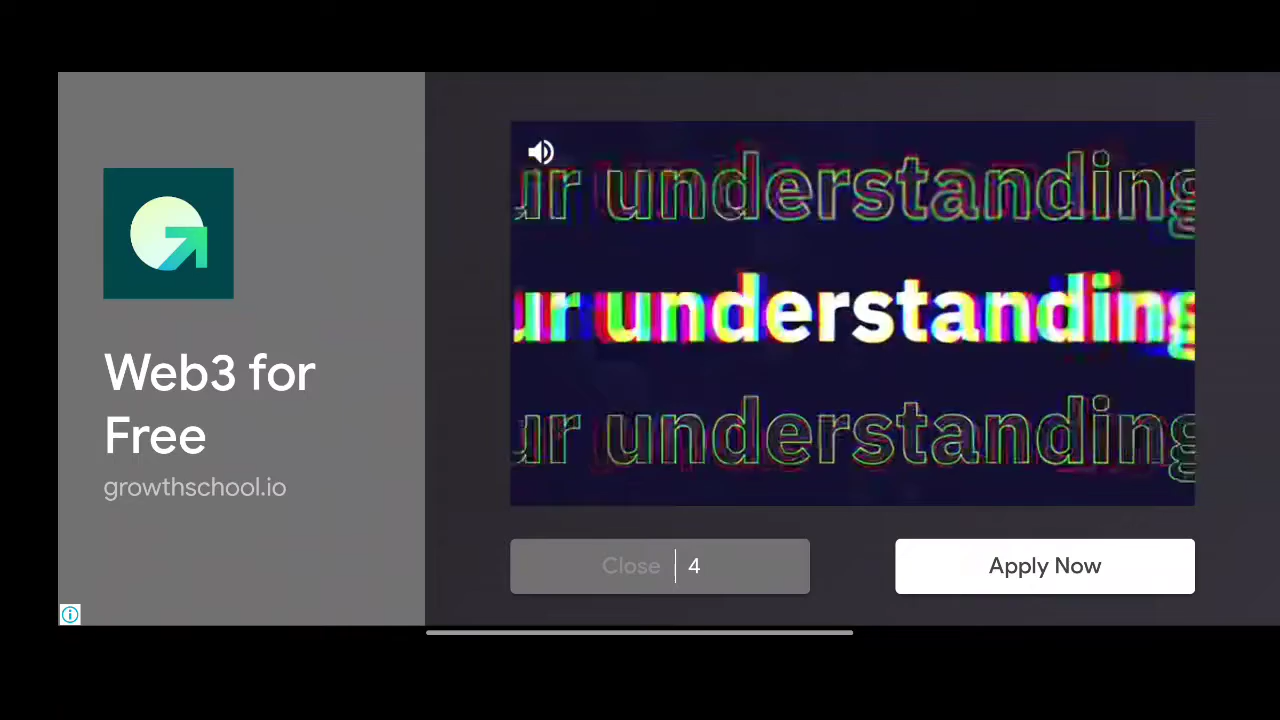 Web3 for
Free
growthschool.io
ur understanding
ur understanding
ur understanding
Close
4
Apply Now